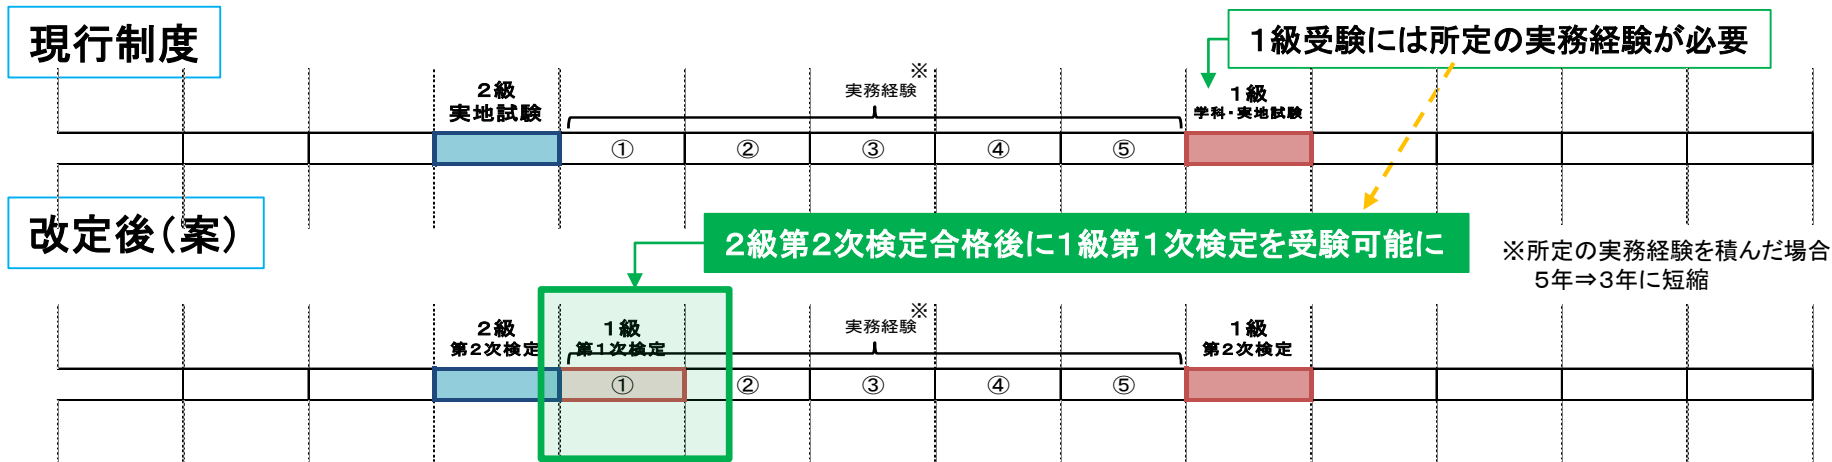 現行制度
1級受験には所定の実務経験が必要
2級
実地試験
※
実務経験
1級
学科・実地試験
① ② ③ ④ ⑤
改定後(案)
2級第2次検定合格後に1級第1次検定を受験可能に
※所定の実務経験を積んだ場合
5年⇒3年に短縮
2級
第2次検定
1級
第1次検定
※
実務経験
1級
第2次検定
① ② ③ ④ ⑤